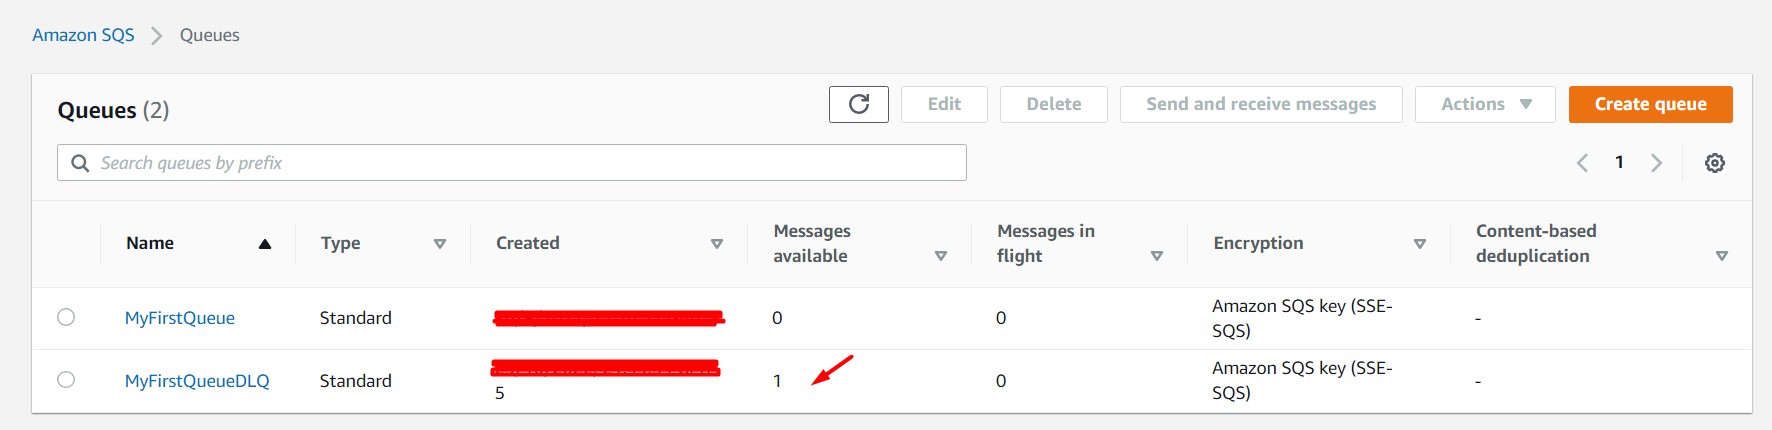 Amazon SQS > Queues
Queues (2)
Edit
Delete
Send and receive messages
Actions
Create queue
Search queues by prefix
1
Name
Type
Created
Messages available
Messages in flight
Encryption
Content-based deduplication
MyFirstQueue
Standard
0
0
Amazon SQS key (SSE-
SQS)
-
MyFirstQueueDLQ
Standard
5
1
0
Amazon SQS key (SSE-
SQS)
-